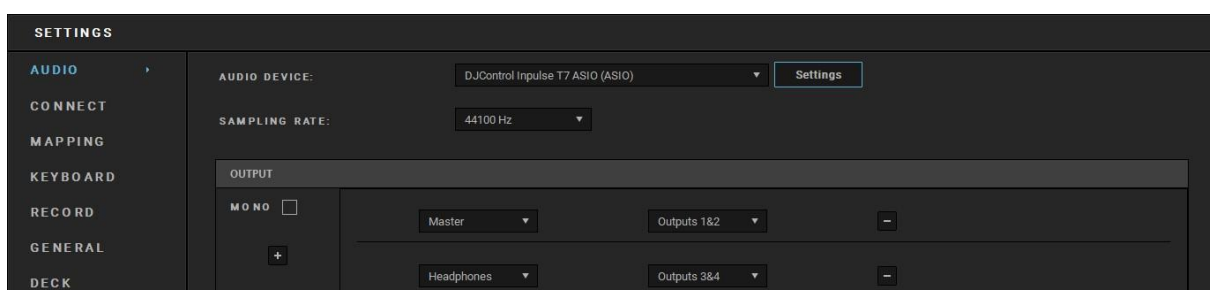 SETTINGS
AUDIO
AUDIO DEVICE:
DJControl Inpulse T7 ASIO (ASIO)
Settings
CONNECT
SAMPLING RATE:
44100 Hz
MAPPING
KEYBOARD
OUTPUT
RECORD
MONO
Master
Outputs 1&2
GENERAL
DECK
Headphones
Outputs 3&4